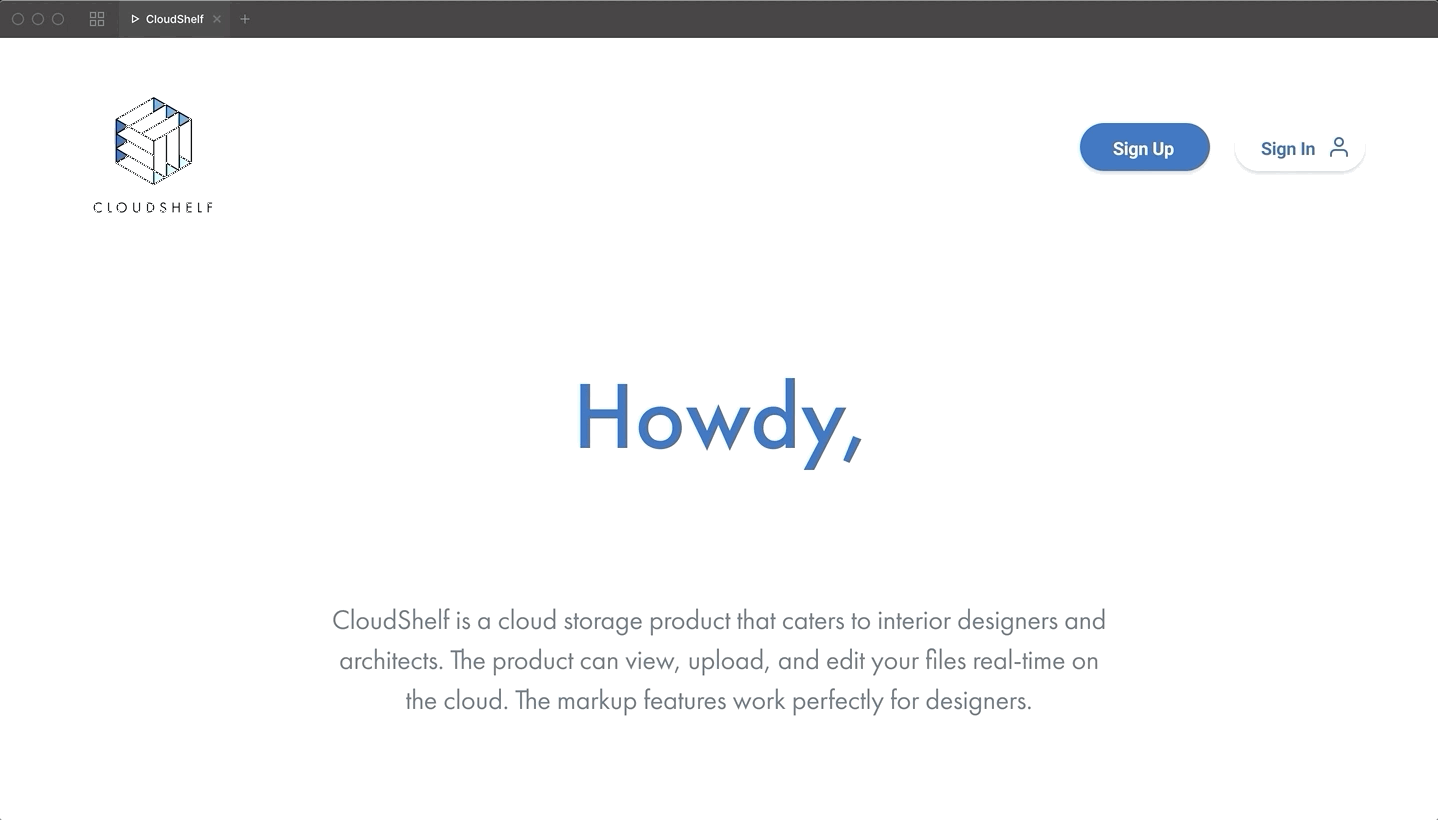 CloudShelf
CLOUDSHELF
Sign Up
Sign In
Howdy,
CloudShelf is a cloud storage product that caters to interior designers and
architects. The product can view, upload, and edit your files real-time on
the cloud. The markup features work perfectly for designers.